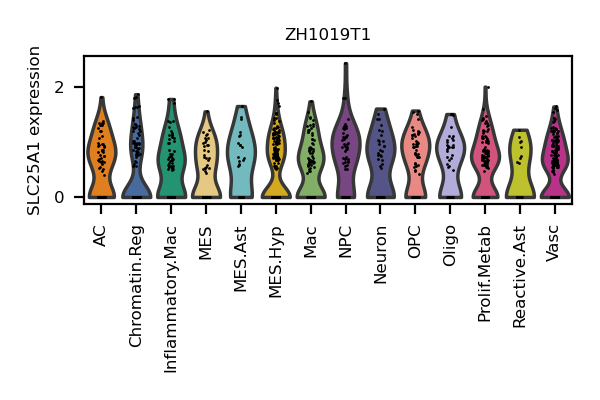 ZH1019T1
SLC25A1 expression
2
0
AC
Chromatin.Reg
Inflammatory.Mac
MES
MES.Ast
MES.Hyp
Mac
NPC
Neuron
OPC
Oligo
Prolif.Metab
Reactive.Ast
Vasc